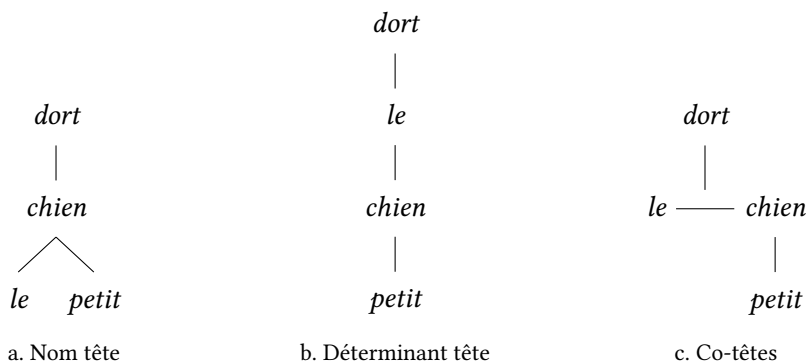 dort
dort
le
dort
chien
chien
le
chien
le
petit
petit
petit
a. Nom tête
b. Déterminant tête
c. Co-têtes